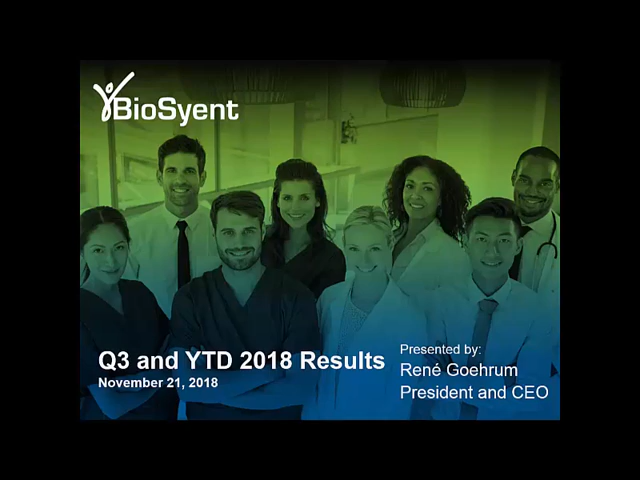 BioSyent
Q3 and YTD 2018 Results
November 21, 2018
Presented by:
René Goehrum
President and CEO